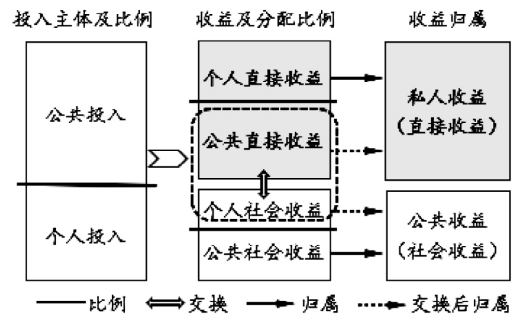 投入主体及比例 收益及分配比例 收益归属
公共投入
个人投入
个人直接收益
公共直接收益
个人社会收益
公共社会收益
私人收益
(直接收益)
公共收益
(社会收益)
比例 交换 归属 交换后归属